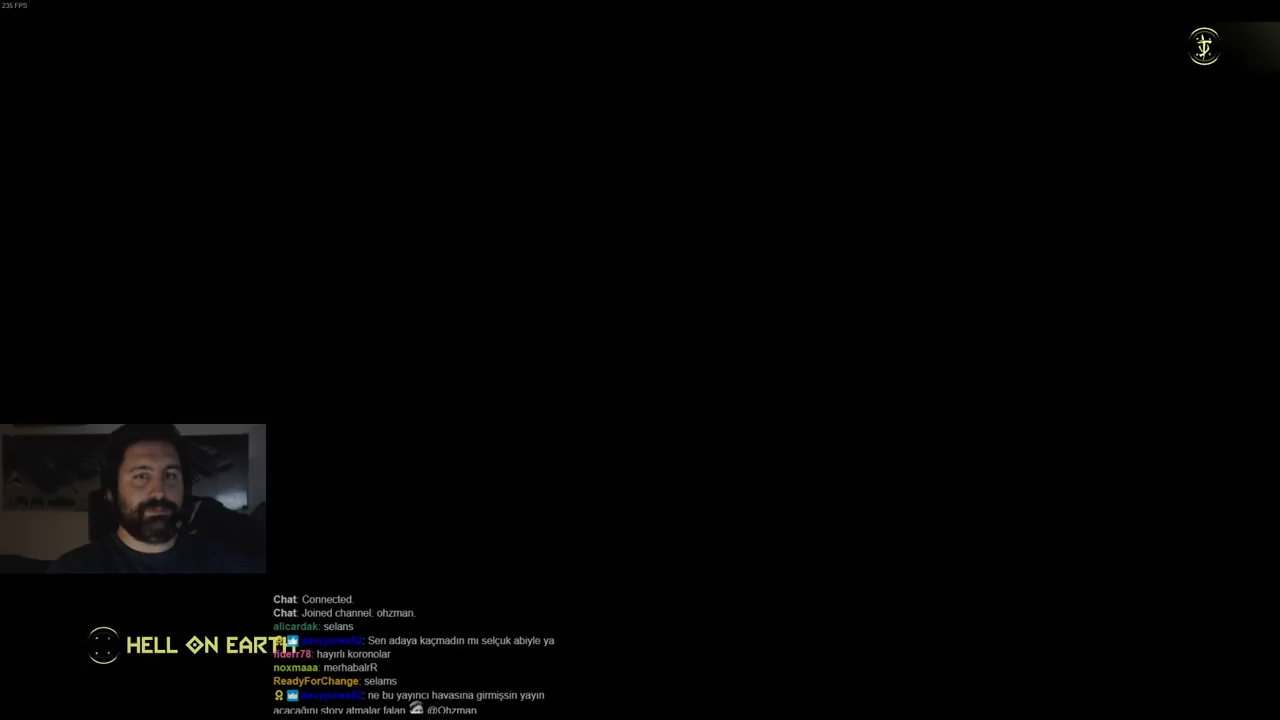 235 FPS
Chat: Connected.
Chat: Joined channel: ohzman.
alicardak: selans
Sen adaya kaçmadın mı selçuk abiyle ya
HELL ON EARTH
fiderr78: hayırlı koronolar
noxmaaa: merhabalrR
ReadyForChange: selams
ne bu yayıncı havasına girmişsin yayın
acacağını story atmalar falan @Ohzman